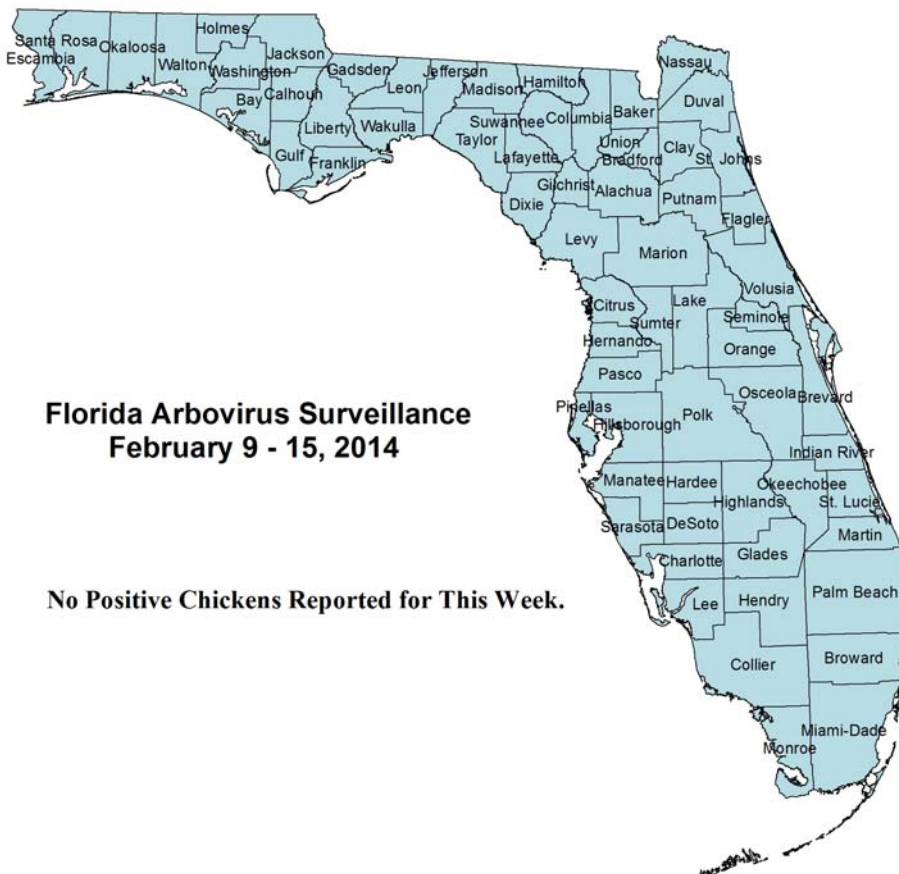 Holmes
Santa Rosa
Okaloosa
Jackson
Escambia
Walton
Washington
Gadsden
Jefferson
Hamilton
Nassau
Leon
Madison
Bay
Calhoun
Columbia
Baker
Duval
Liberty
Wakulla
Suwannee
Taylor
Union
Clay
St. Johns
Gulf
Franklin
Lafayette
Bradford
Gilchrist
Alachua
Putnam
Dixie
Flagler
Levy
Marion
Volusia
Citrus
Lake
Sumter
Seminole
Hernando
Orange
Pasco
Osceola
Brevard
Florida Arbovirus Surveillance
February 9 - 15, 2014
Pinellas
Hillsborough
Polk
Indian River
Manatee
Hardee
Okeechobee
Highlands
St. Lucie
Sarasota
DeSoto
Martin
Charlotte
Glades
No Positive Chickens Reported for This Week.
Lee
Hendry
Palm Beach
Collier
Broward
Miami-Dade
Monroe